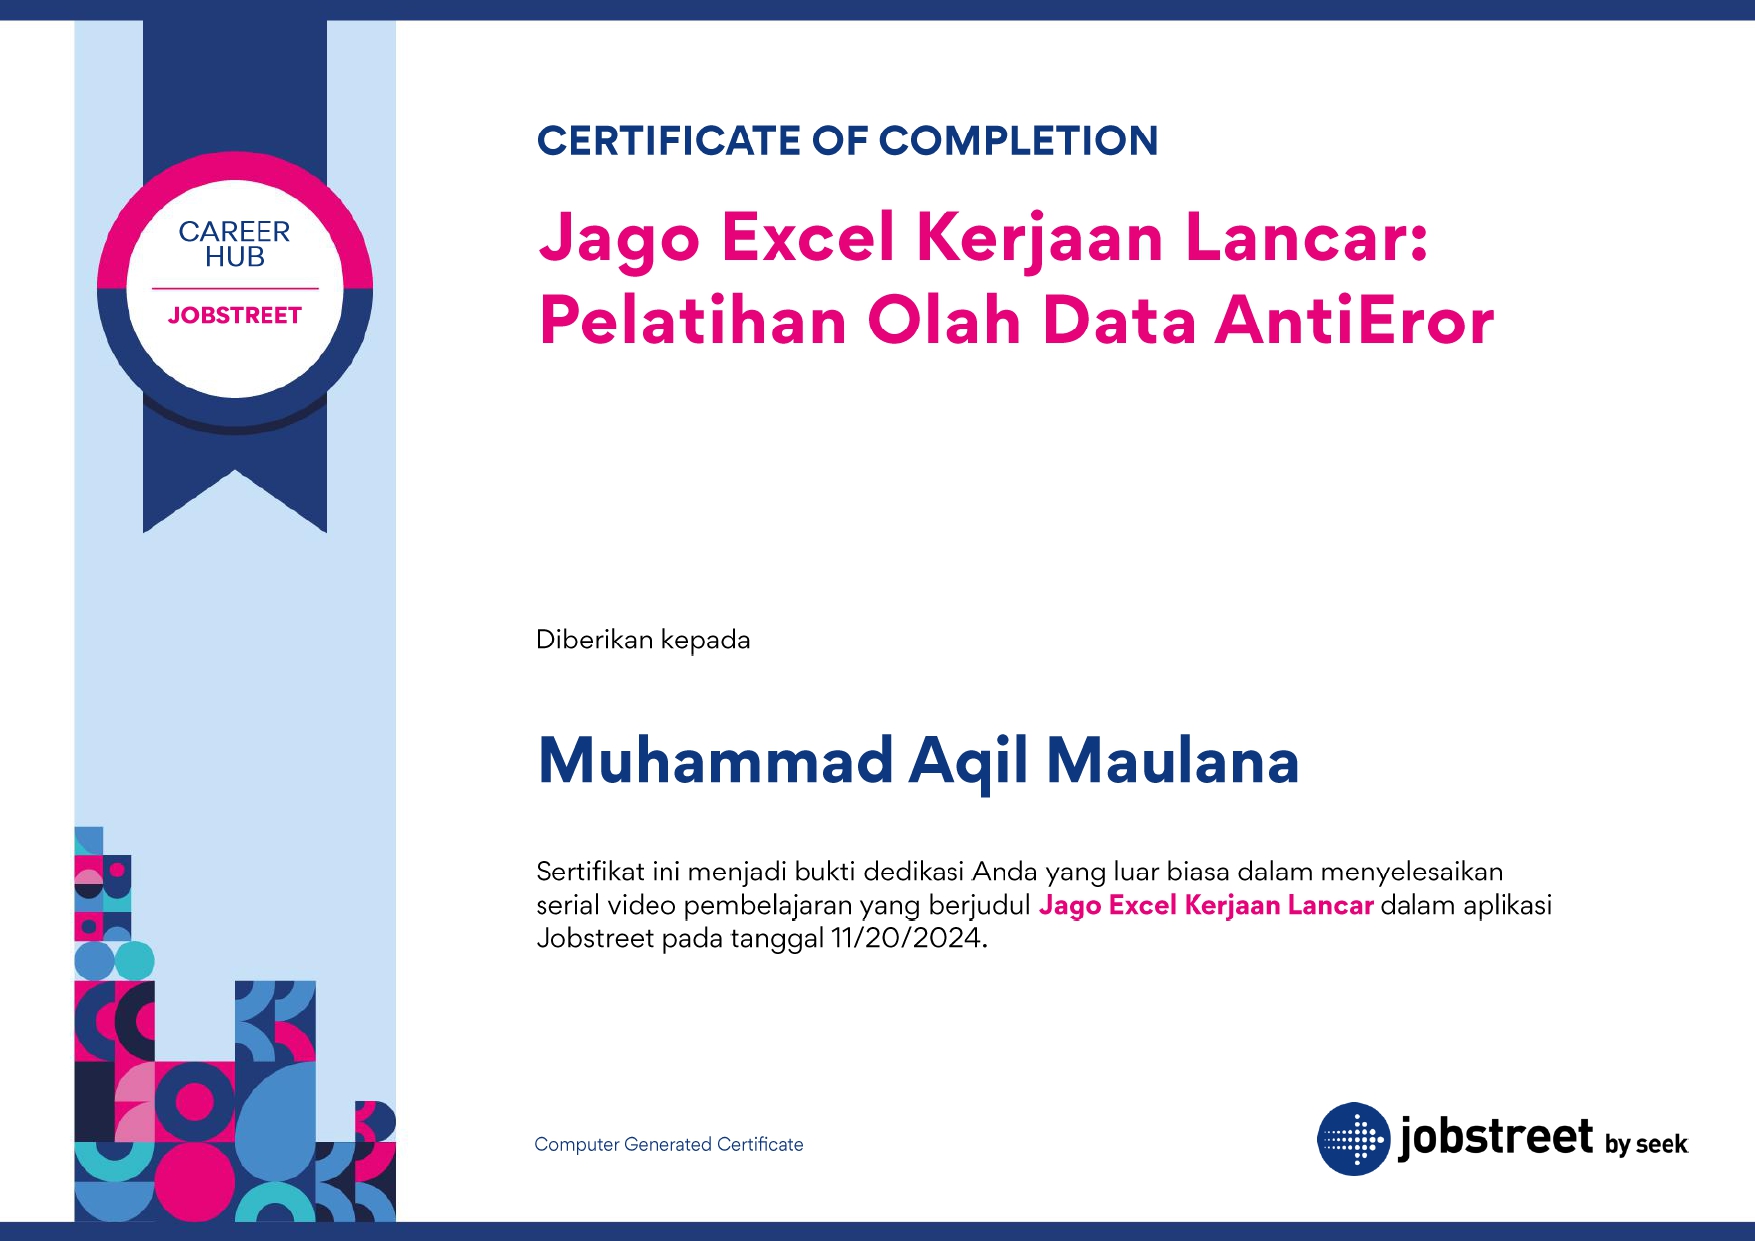 CAREER
HUB
JOBSTREET
CERTIFICATE OF COMPLETION
Jago Excel Kerjaan Lancar:
Pelatihan Olah Data AntiEror
Diberikan kepada
Muhammad Aqil Maulana
Sertifikat ini menjadi bukti dedikasi Anda yang luar biasa dalam menyelesaikan
serial video pembelajaran yang berjudul Jago Excel Kerjaan Lancar dalam aplikasi
Jobstreet pada tanggal 11/20/2024.
Computer Generated Certificate
jobstreet by seek